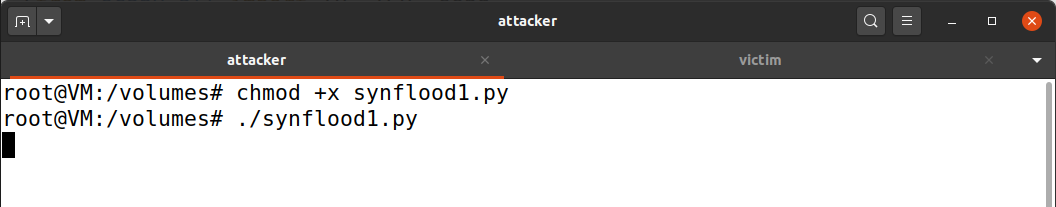 attacker
attacker
victim
root@VM:/volumes# chmod +x synflood1.py
root@VM:/volumes# ./synflood1.py